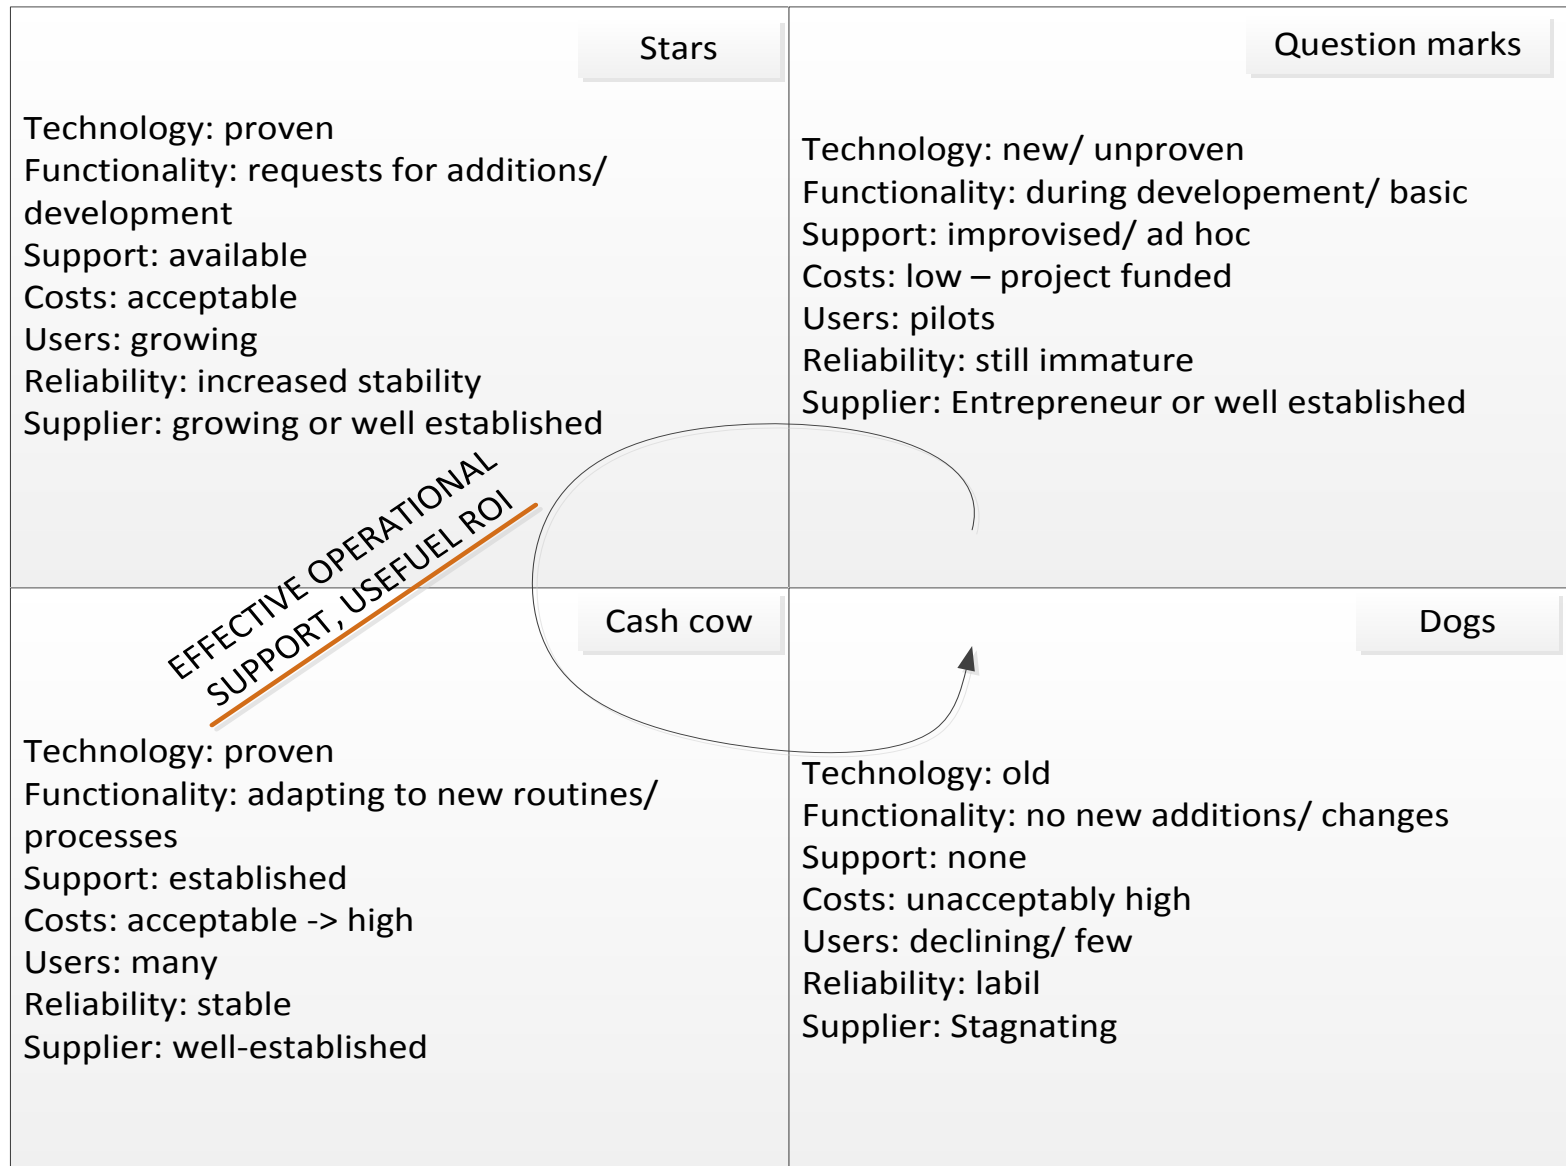 Stars
Technology: proven
Functionality: requests for additions/
development
Support: available
Costs: acceptable
Users: growing
Reliability: increased stability
Supplier: growing or well established
Question marks
Technology: new/ unproven
Functionality: during developement/ basic
Support: improvised/ ad hoc
Costs: low – project funded
Users: pilots
Reliability: still immature
Supplier: Entrepreneur or well established
EFFECTIVE OPERATIONAL
SUPPORT, USEFUEL ROI
Cash cow
Technology: proven
Functionality: adapting to new routines/
processes
Support: established
Costs: acceptable -> high
Users: many
Reliability: stable
Supplier: well-established
Dogs
Technology: old
Functionality: no new additions/ changes
Support: none
Costs: unacceptably high
Users: declining/ few
Reliability: labil
Supplier: Stagnating